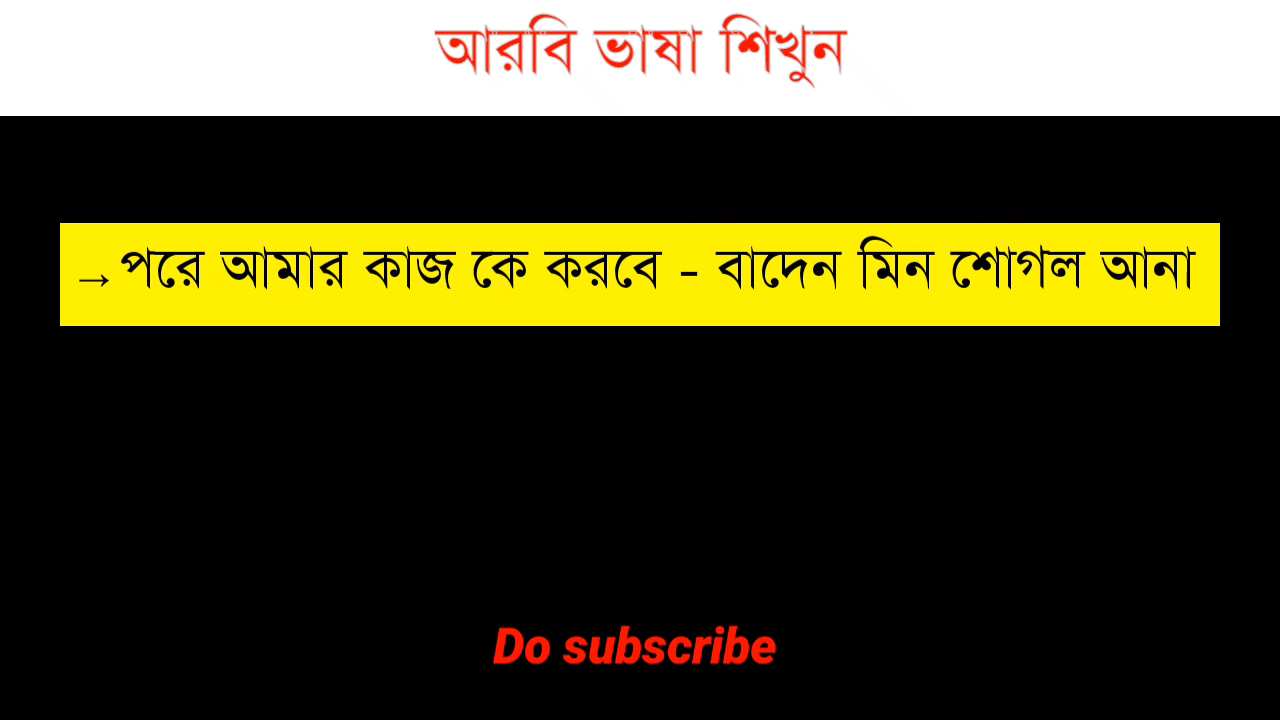 আরবি ভাষা শিখুন
→পরে আমার কাজ কে করবে - বাদেন মিন শোগল আনা
Do subscribe